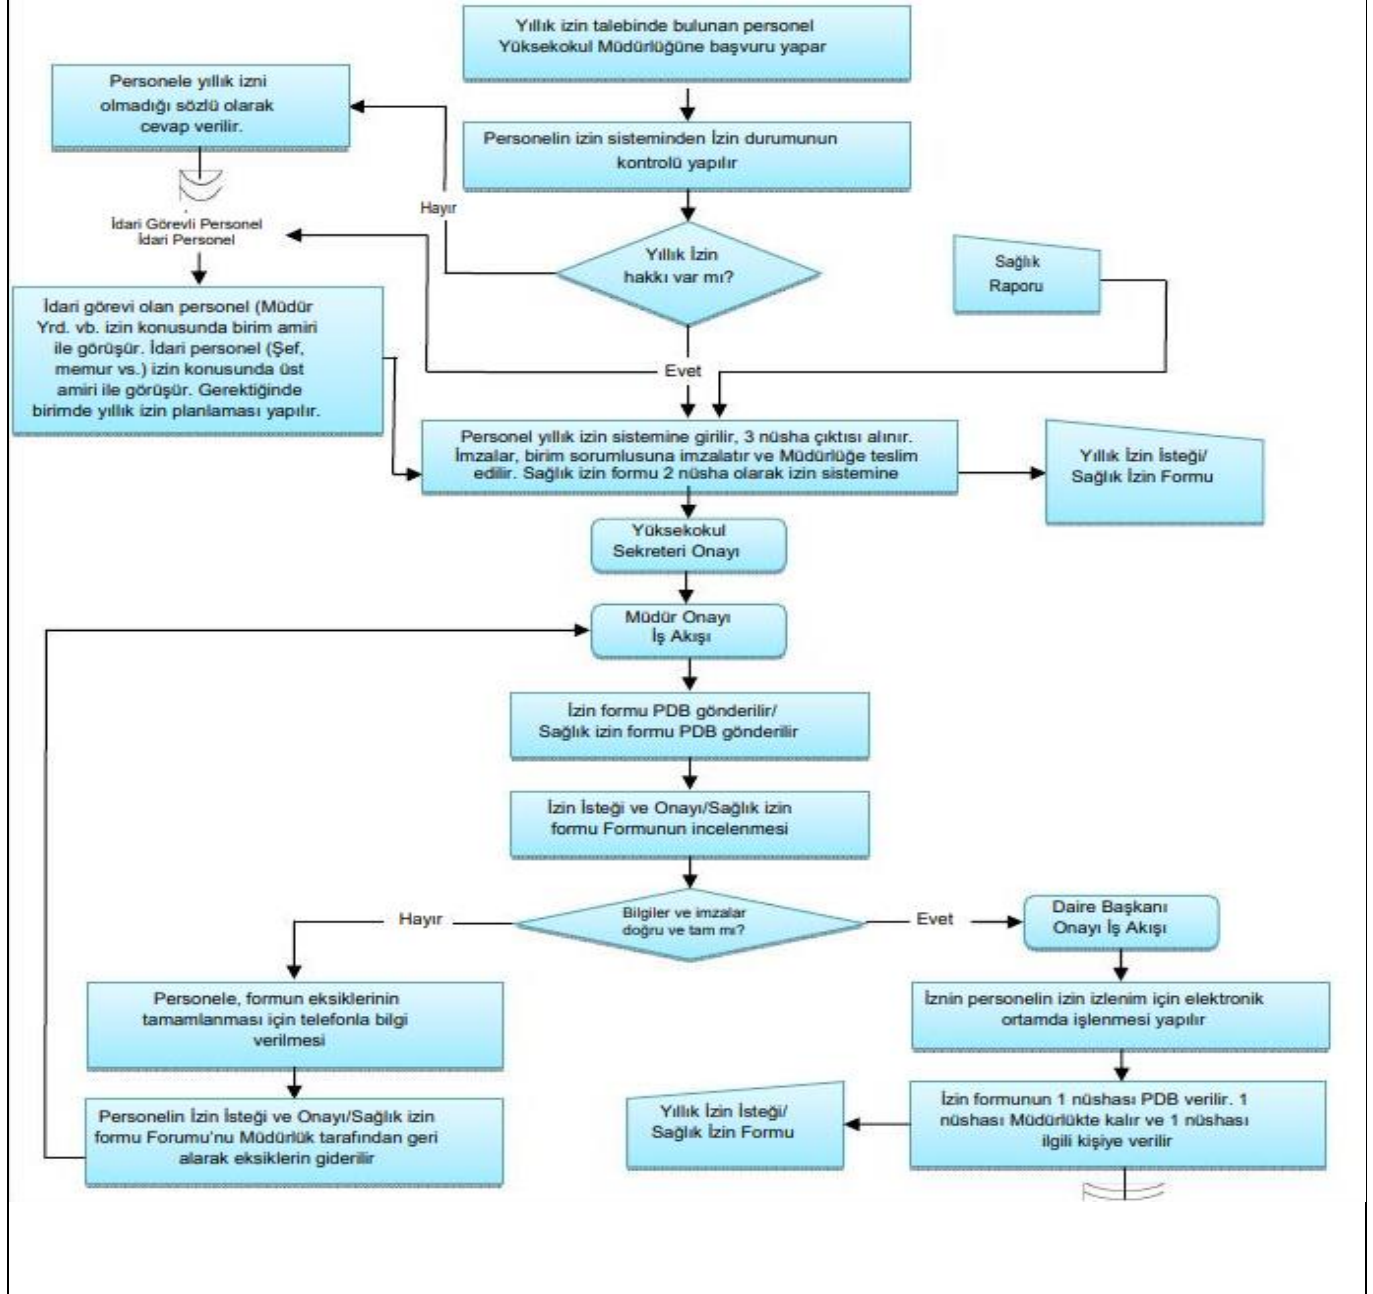 Yıllık izin talebinde bulunan personel
Yüksekokul Müdürlüğüne başvuru yapar
Personele yıllık izni
olmadığı sözlü olarak
cevap verilir.
Personelin izin sisteminden İzin durumunun
kontrolü yapılır
Hayır
İdari Görevli Personel
İdari Personel
Yıllık İzin
hakkı var mı?
Sağlık
Raporu
İdari görevi olan personel (Müdür
Yrd. vb. izin konusunda birim amiri
ile görüşür. İdari personel (Şef,
memur vs.) izin konusunda üst
amiri ile görüşür. Gerektiğinde
birimde yıllık izin planlaması yapılır.
Evet
Personel yıllık izin sistemine girilir, 3 nüsha çıktısı alınır.
İmzalar, birim sorumlusuna imzalatır ve Müdürlüğe teslim
edilir. Sağlık izin formu 2 nüsha olarak izin sistemine
Yıllık İzin İsteği/
Sağlık İzin Formu
Yüksekokul
Sekreteri Onayı
Müdür Onayı
İş Akışı
İzin formu PDB gönderilir/
Sağlık izin formu PDB gönderilir
İzin İsteği ve Onayı/Sağlık izin
formu Formunun incelenmesi
Bilgiler ve imzalar
doğru ve tam mı?
Hayır
Evet
Daire Başkanı
Onayı İş Akışı
Personele, formun eksiklerinin
tamamlanması için telefonla bilgi
verilmesi
İznin personelin izin izlenim için elektronik
ortamda işlenmesi yapılır
Personelin İzin İsteği ve Onayı/Sağlık izin
formu Forumu'nu Müdürlük tarafından geri
alarak eksiklerin giderilir
Yıllık İzin İsteği/
Sağlık İzin Formu
İzin formunun 1 nüshası PDB verilir. 1
nüshası Müdürlükte kalır ve 1 nüshası
ilgili kişiye verilir